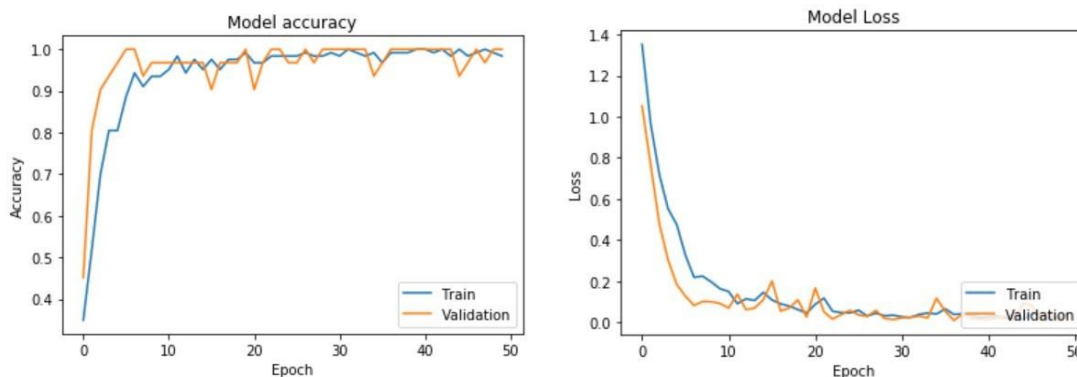 Model accuracy
1.0
0.9
0.8
0.7
0.6
0.5
0.4
Accuracy
0 10 20 30 40 50
Epoch
Train
Validation
Model Loss
1.4
1.2
1.0
0.8
0.6
0.4
0.2
0.0
Loss
0 10 20 30 40 50
Epoch
Train
Validation